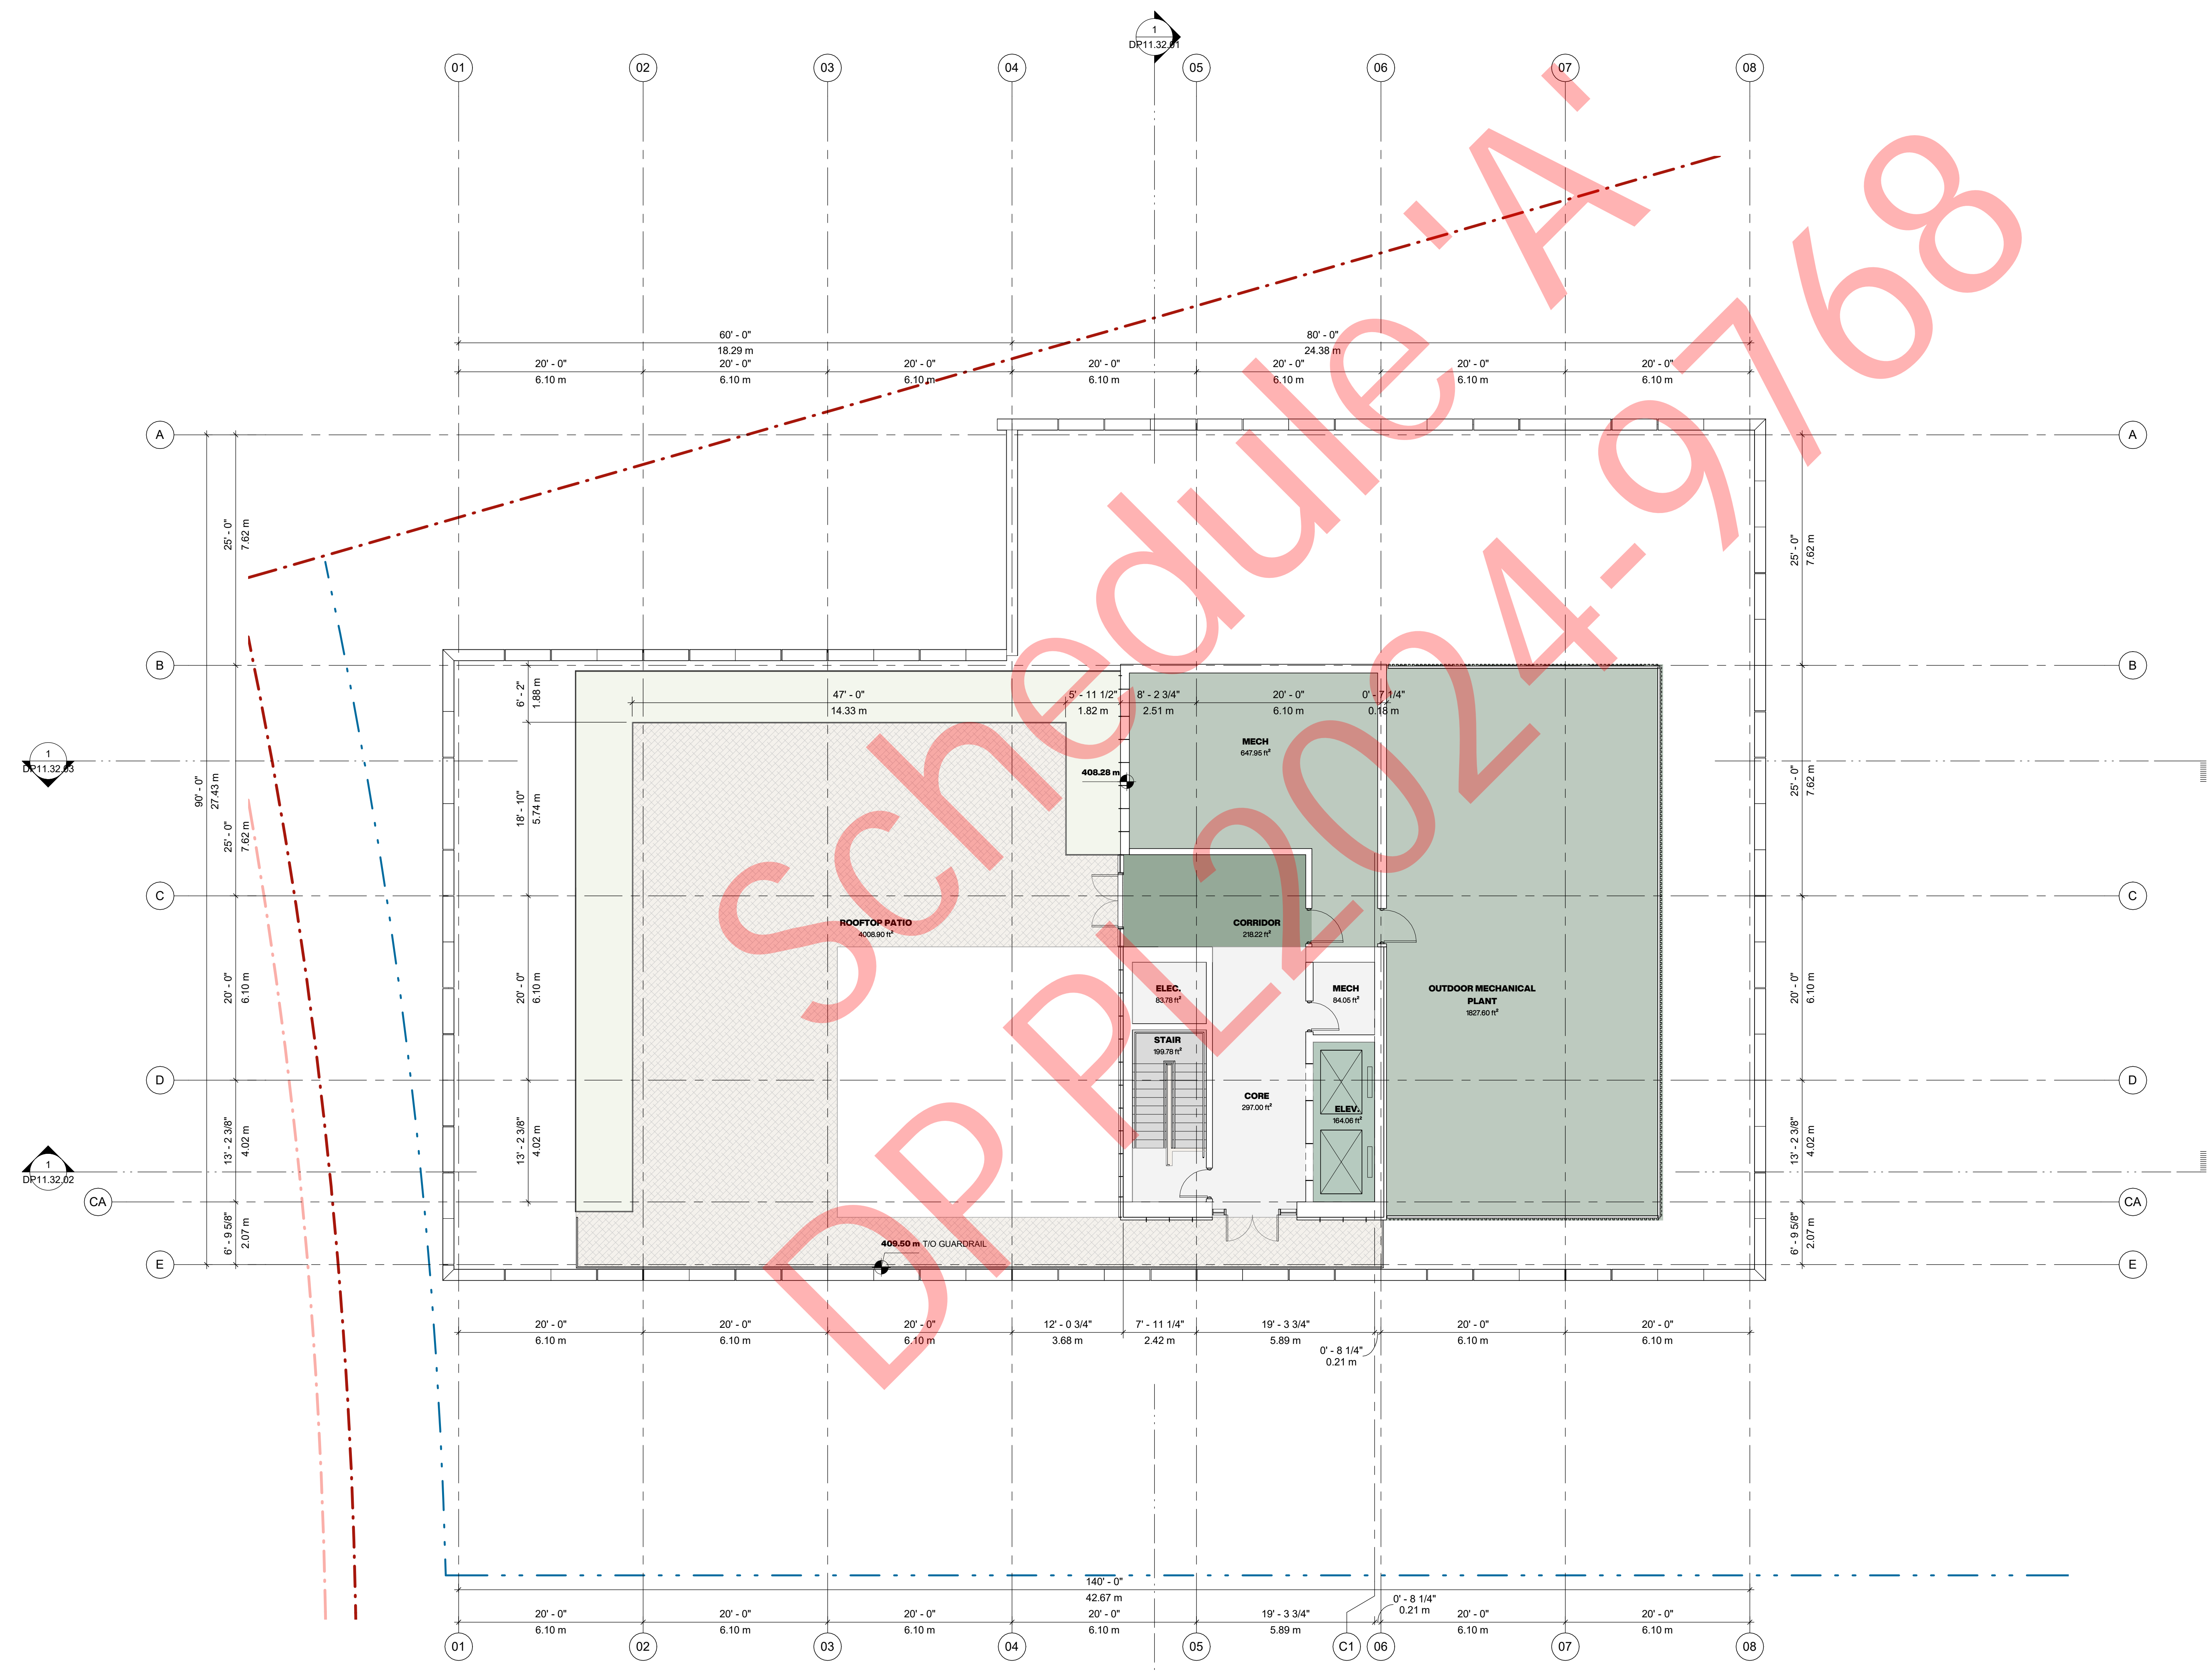 1
DP11.32.01
01 02 03 04 05 06 07 08
60' - 0" 80' - 0"
18.29 m 24.38 m
20' - 0" 20' - 0" 20' - 0" 20' - 0" 20' - 0" 20' - 0" 20' - 0"
6.10 m 6.10 m 6.10 m 6.10 m 6.10 m 6.10 m 6.10 m
A A
25' - 0"
7.62 m
25' - 0"
7.62 m
B B
6' - 2"
1.88 m
47' - 0" 5' - 11 1/2" 8' - 2 3/4" 20' - 0" 0' - 7 1/4"
14.33 m 1.82 m 2.51 m 6.10 m 0.18 m
MECH
647.95 ft²
1
DP11.32.03
408.28 m
90' - 0"
27.43 m
25' - 0"
7.62 m
18' - 10"
5.74 m
25' - 0"
7.62 m
C C
ROOFTOP PATIO
4008.90 ft²
CORRIDOR
218.22 ft²
20' - 0"
6.10 m
20' - 0"
6.10 m
ELEC.
83.78 ft²
MECH
84.05 ft²
OUTDOOR MECHANICAL
PLANT
1827.60 ft²
20' - 0"
6.10 m
STAIR
199.78 ft²
D D
CORE
297.00 ft²
ELEV.
164.06 ft²
13' - 2 3/8"
4.02 m
13' - 2 3/8"
4.02 m
13' - 2 3/8"
4.02 m
1
DP11.32.02
CA CA
6' - 9 5/8"
2.07 m
409.50 m T/O GUARDRAIL
6' - 9 5/8"
2.07 m
E E
20' - 0" 20' - 0" 20' - 0" 12' - 0 3/4" 7' - 11 1/4" 19' - 3 3/4" 20' - 0" 20' - 0"
6.10 m 6.10 m 6.10 m 3.68 m 2.42 m 5.89 m 6.10 m 6.10 m
0' - 8 1/4"
0.21 m
140' - 0"
42.67 m
0' - 8 1/4"
0.21 m
20' - 0" 20' - 0" 20' - 0" 20' - 0" 19' - 3 3/4" 20' - 0" 20' - 0"
6.10 m 6.10 m 6.10 m 6.10 m 5.89 m 6.10 m 6.10 m
01 02 03 04 05 C1 06 07 08
Schedule 'A'
DP PL2024-9768